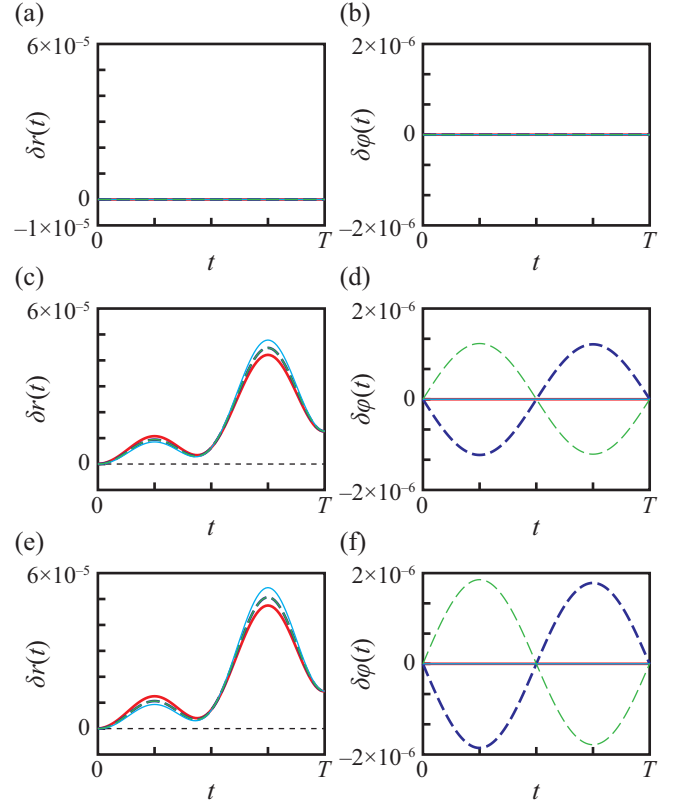 (a) (b)
6×10⁻⁵ 2×10⁻⁶
δr(t) δφ(t)
0 0
−1×10⁻⁵ −2×10⁻⁶
0 T 0 T
t t
(c) (d)
6×10⁻⁵ 2×10⁻⁶
δr(t) δφ(t)
0 0
−2×10⁻⁶
0 T 0 T
t t
(e) (f)
6×10⁻⁵ 2×10⁻⁶
δr(t) δφ(t)
0 0
−2×10⁻⁶
0 T 0 T
t t